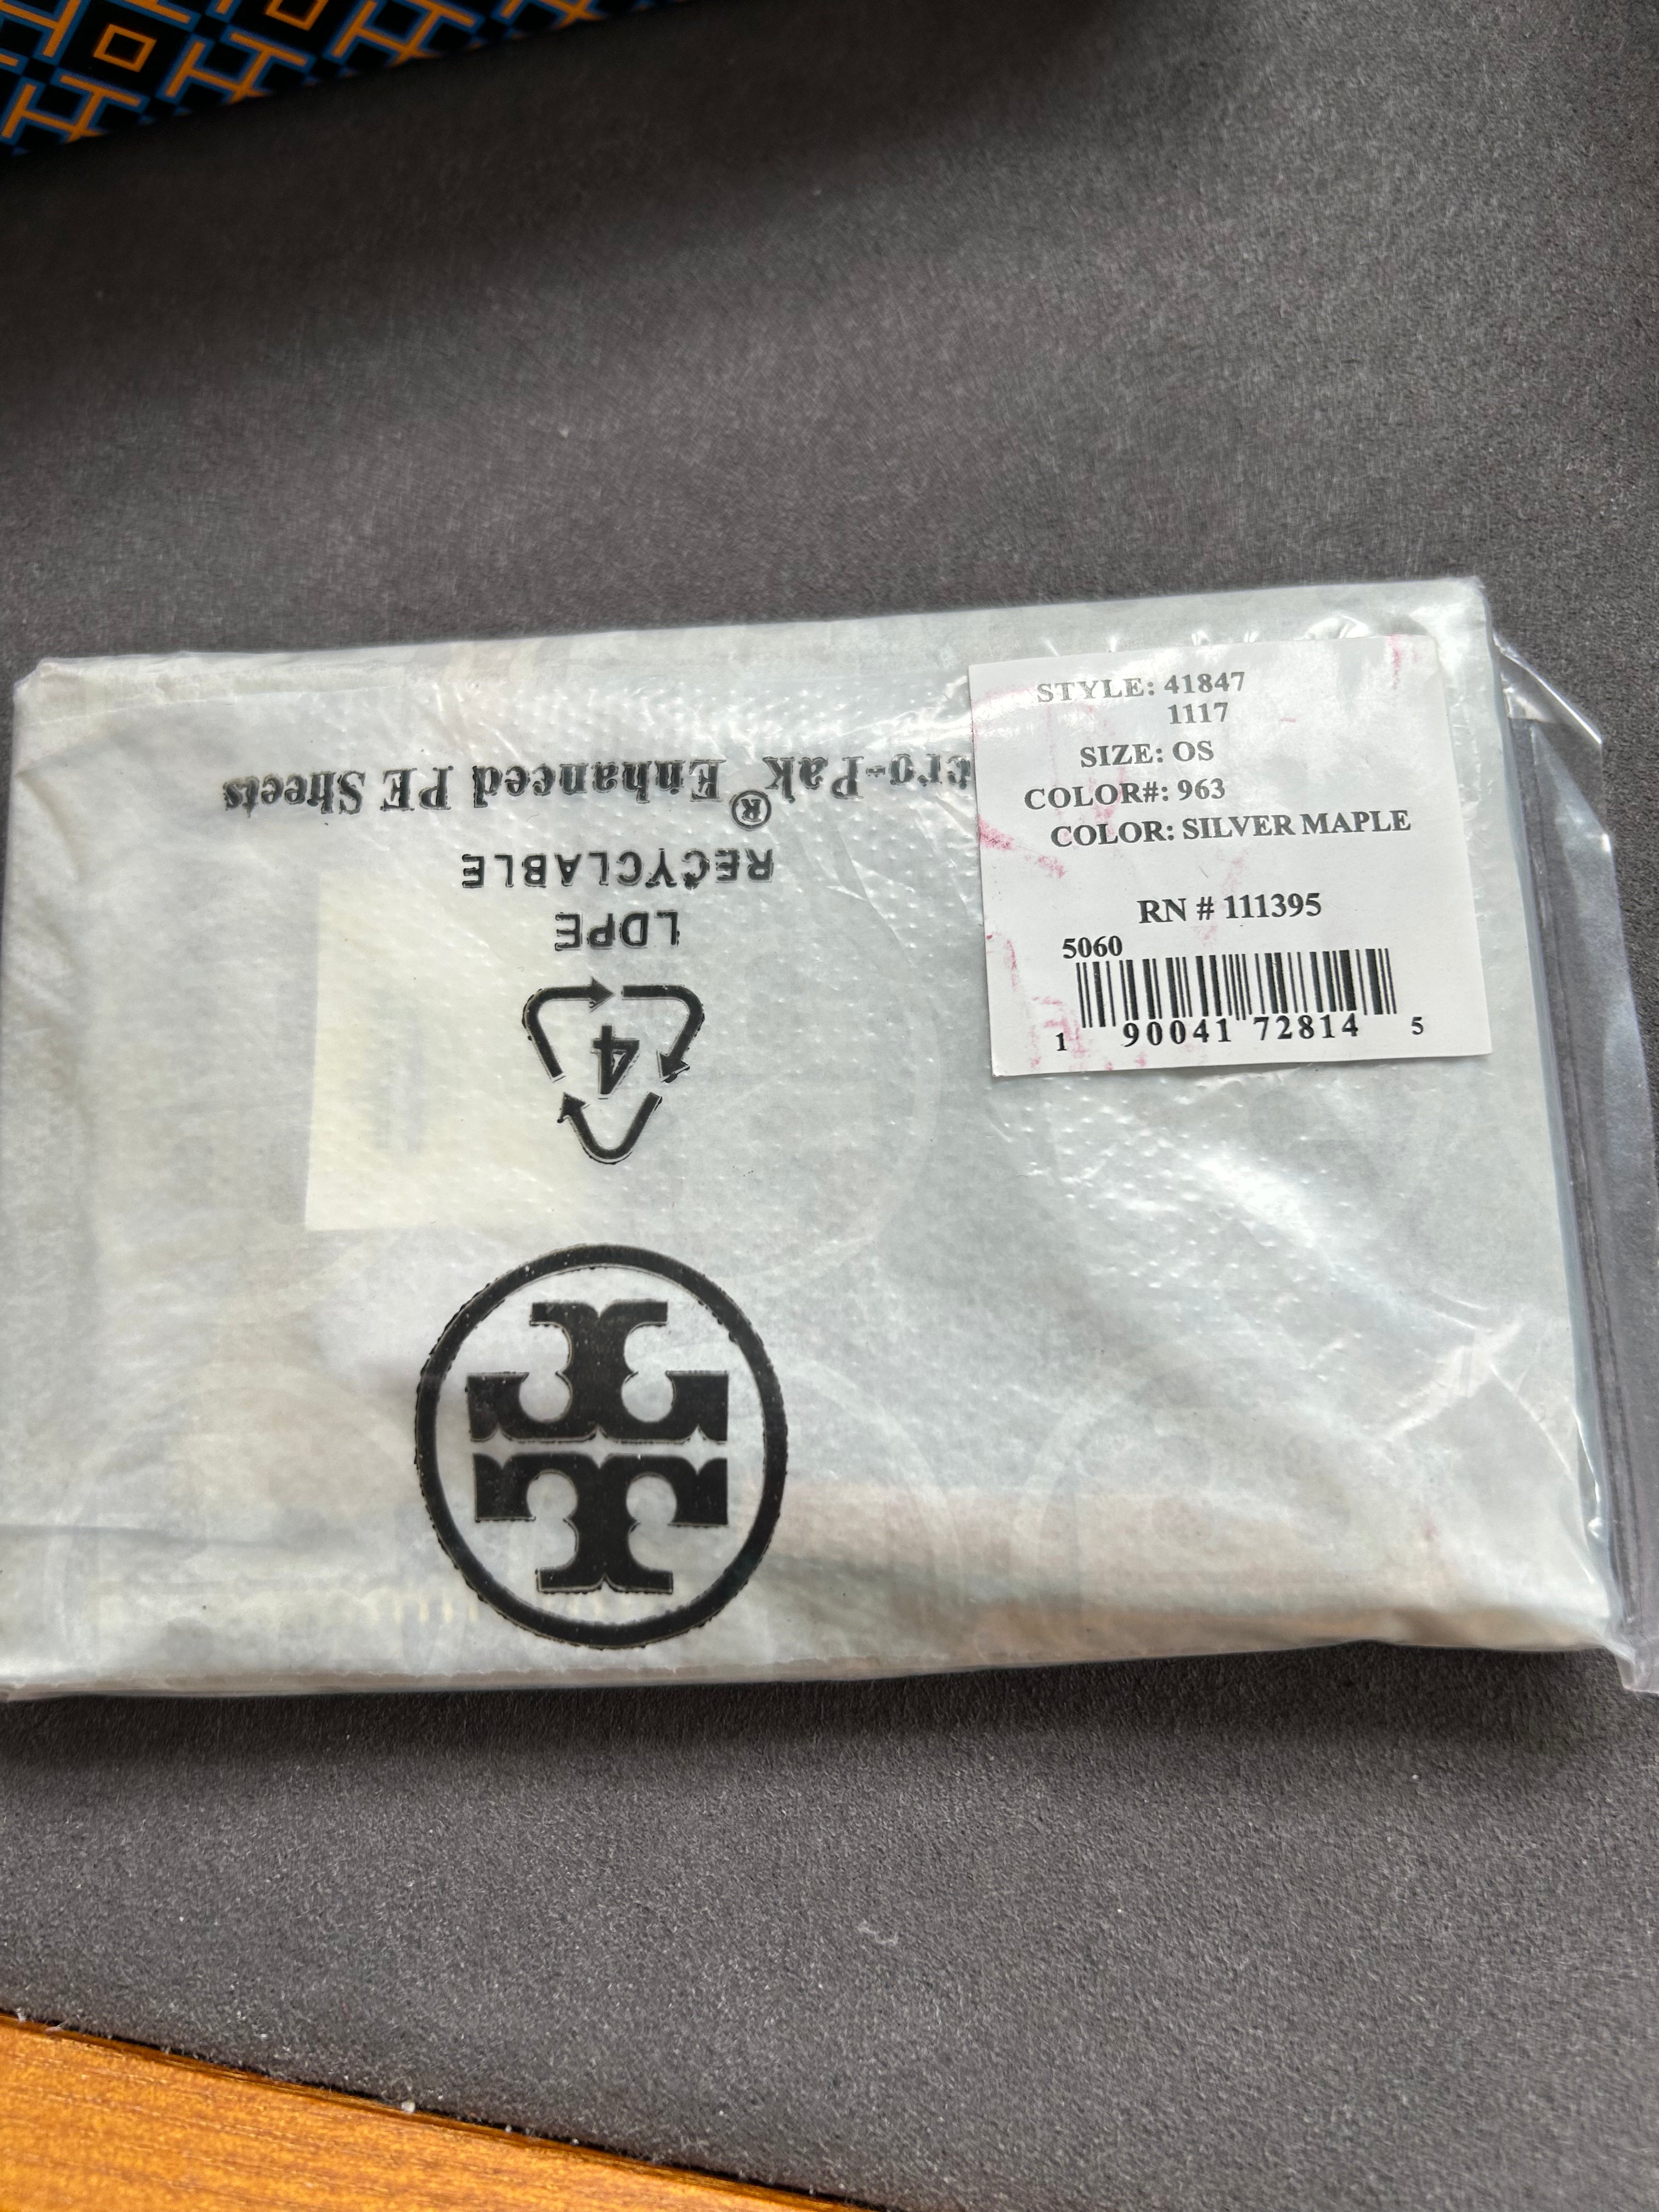 STYLE: 41847
1117
SIZE: OS
COLOR#: 963
COLOR: SILVER MAPLE
RN # 111395
5060
1 90041 72814 5
4
LDPE
RECYCLABLE
Enhanced PE Sheets